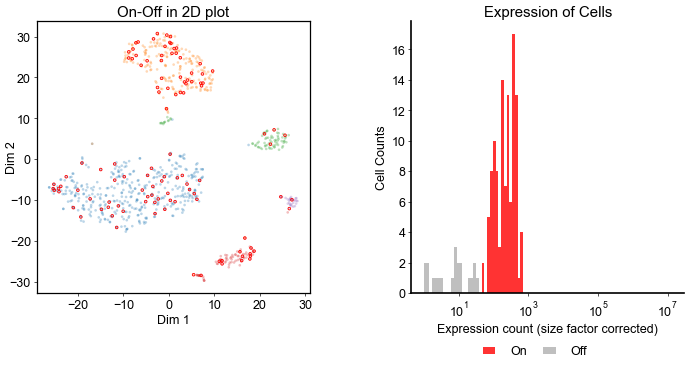 On-Off in 2D plot
30
20
10
0
−10
−20
−30
Dim 2
−20 −10 0 10 20 30
Dim 1
Expression of Cells
16
14
12
10
8
6
4
2
0
Cell Counts
10^1 10^3 10^5 10^7
Expression count (size factor corrected)
On Off